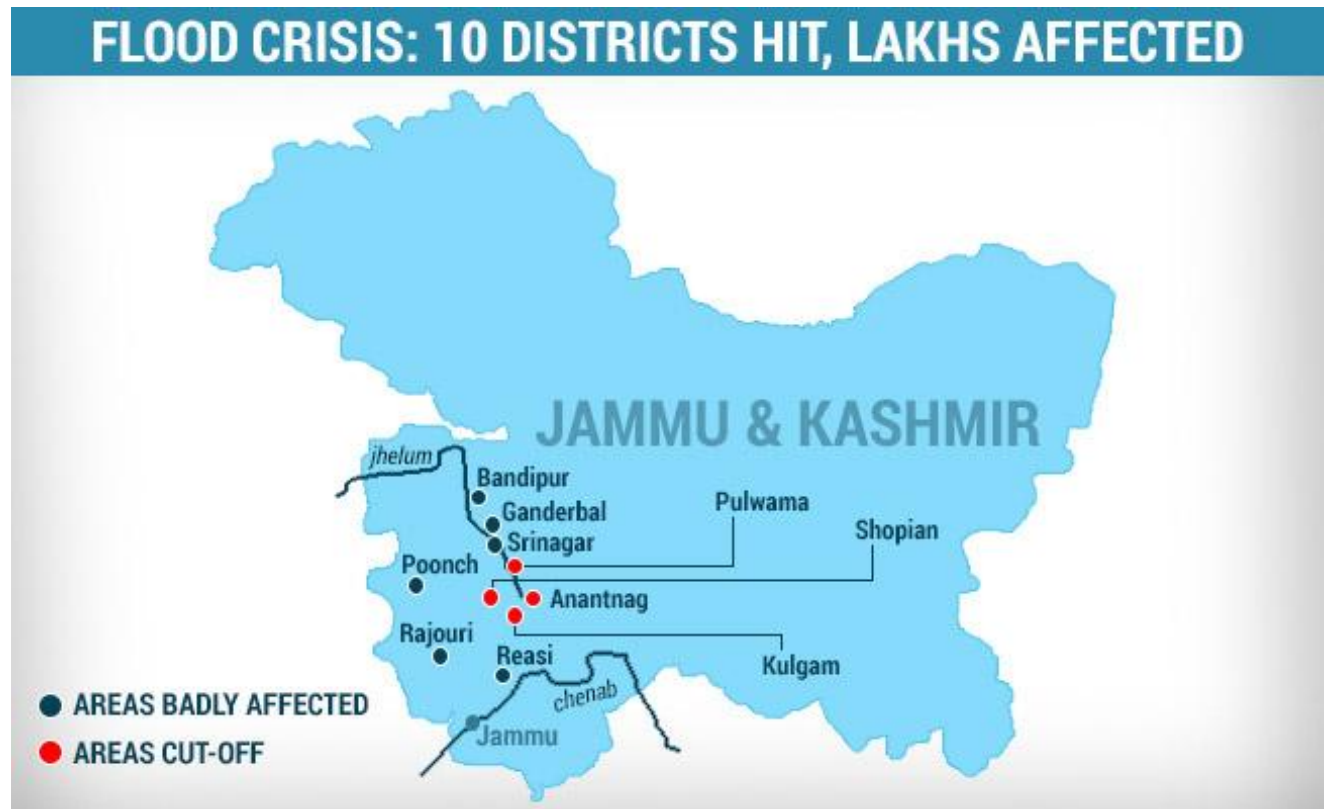 FLOOD CRISIS: 10 DISTRICTS HIT, LAKHS AFFECTED
JAMMU & KASHMIR
jhelum
Bandipur
Pulwama
Ganderbal
Shopian
Srinagar
Poonch
Anantnag
Rajouri
Reasi
Kulgam
chenab
AREAS BADLY AFFECTED
Jammu
AREAS CUT-OFF